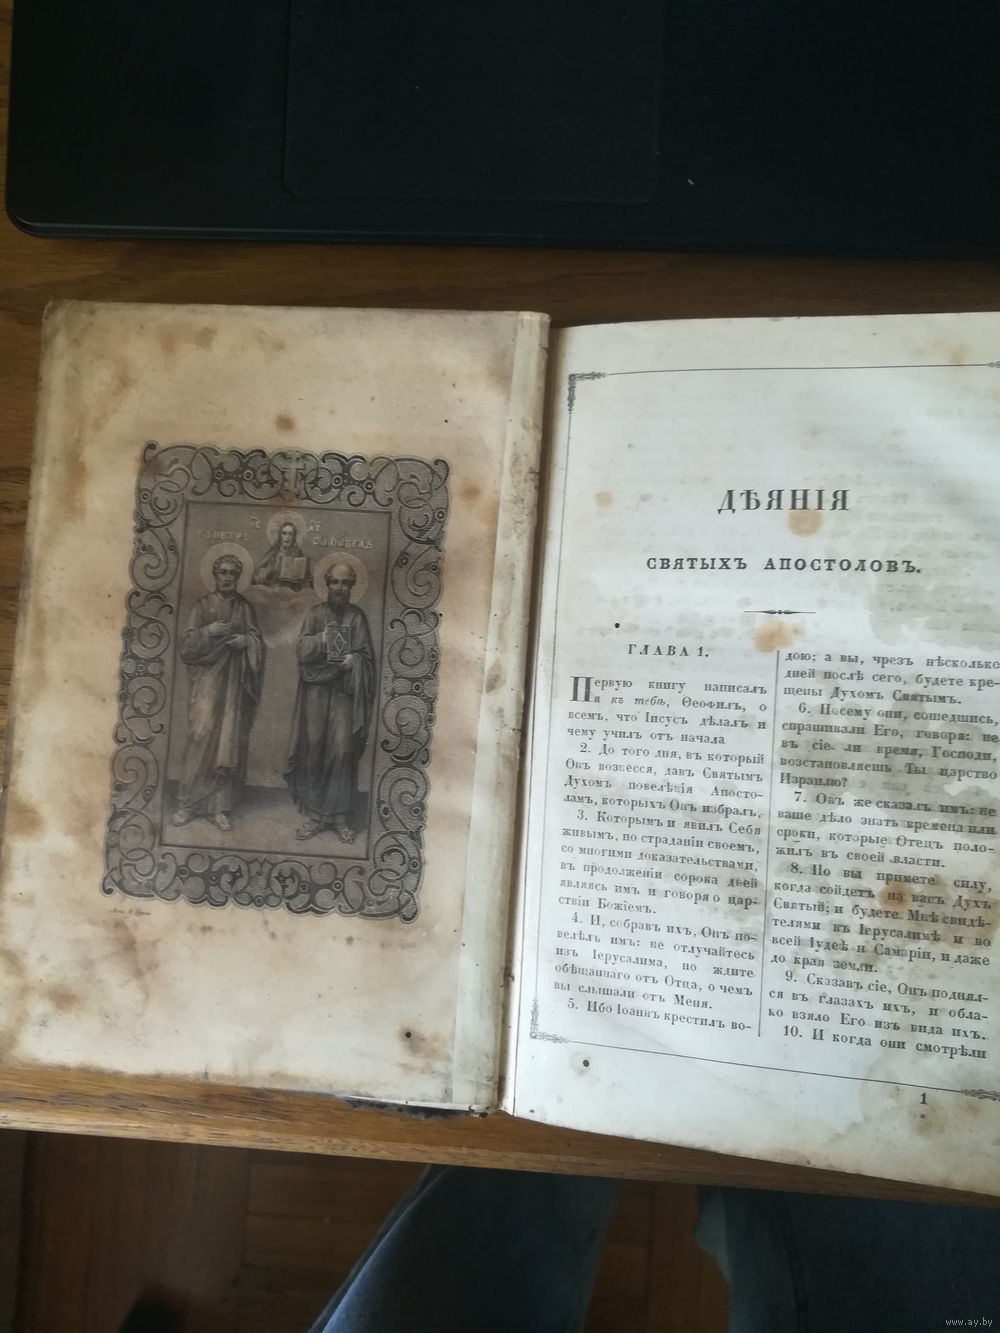 IC ХС
С.П.ПЕТРЪ
С.П.ПАВЕЛЪ
ДѢЯНІЯ
СВЯТЫХЪ АПОСТОЛОВЪ.
ГЛАВА 1.
Первую книгу написалъ
я къ тебѣ, Ѳеофилъ, о
всемъ, что Іисусъ дѣлалъ и
чему училъ отъ начала
2. До того дня, въ который
Онъ вознесся, давъ Святымъ
Духомъ повелѣнія Апосто-
ламъ, которыхъ Онъ избралъ,
3. Которымъ и явилъ Себя
живымъ, по страданіи своемъ,
со многими доказательствами,
въ продолженіи сорока дней
являясь имъ и говоря о цар-
ствіи Божіемъ.
4. И, собравъ ихъ, Онъ по-
велѣлъ имъ: не отлучайтесь
изъ Іерусалима, но ждите
обѣщаннаго отъ Отца, о чемъ
вы слышали отъ Меня.
5. Ибо Іоаннъ крестилъ во-
дою; а вы, чрезъ нѣсколько
дней послѣ сего, будете кре-
щены Духомъ Святымъ.
6. Посему они, сошедшись,
спрашивали Его, говоря: не
въ сіе ли время, Господи,
возстановляешь Ты царство
Израилю?
7. Онъ же сказалъ имъ: не
ваше дѣло знать времена или
сроки, которые Отецъ поло-
жилъ въ своей власти.
8. Но вы примете силу,
когда сойдетъ на васъ Духъ
Святый; и будете Мнѣ свидѣ-
телями въ Іерусалимѣ и во
всей Іудеѣ и Самаріи, и даже
до края земли.
9. Сказавъ сіе, Онъ поднял-
ся въ глазахъ ихъ, и обла-
ко взяло Его изъ вида ихъ.
10. И когда они смотрѣли
1
www.ay.by